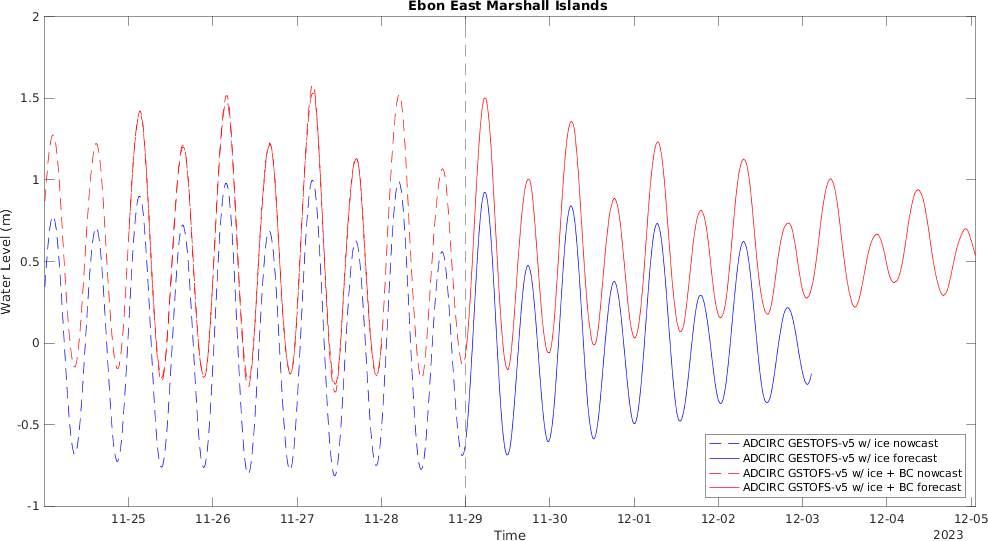 Ebon East Marshall Islands
2
1.5
1
0.5
0
-0.5
-1
Water Level (m)
11-25
11-26
11-27
11-28
11-29
11-30
12-01
12-02
12-03
12-04
12-05
Time
2023
ADCIRC GESTOFS-v5 w/ ice nowcast
ADCIRC GESTOFS-v5 w/ ice forecast
ADCIRC GSTOFS-v5 w/ ice + BC nowcast
ADCIRC GSTOFS-v5 w/ ice + BC forecast